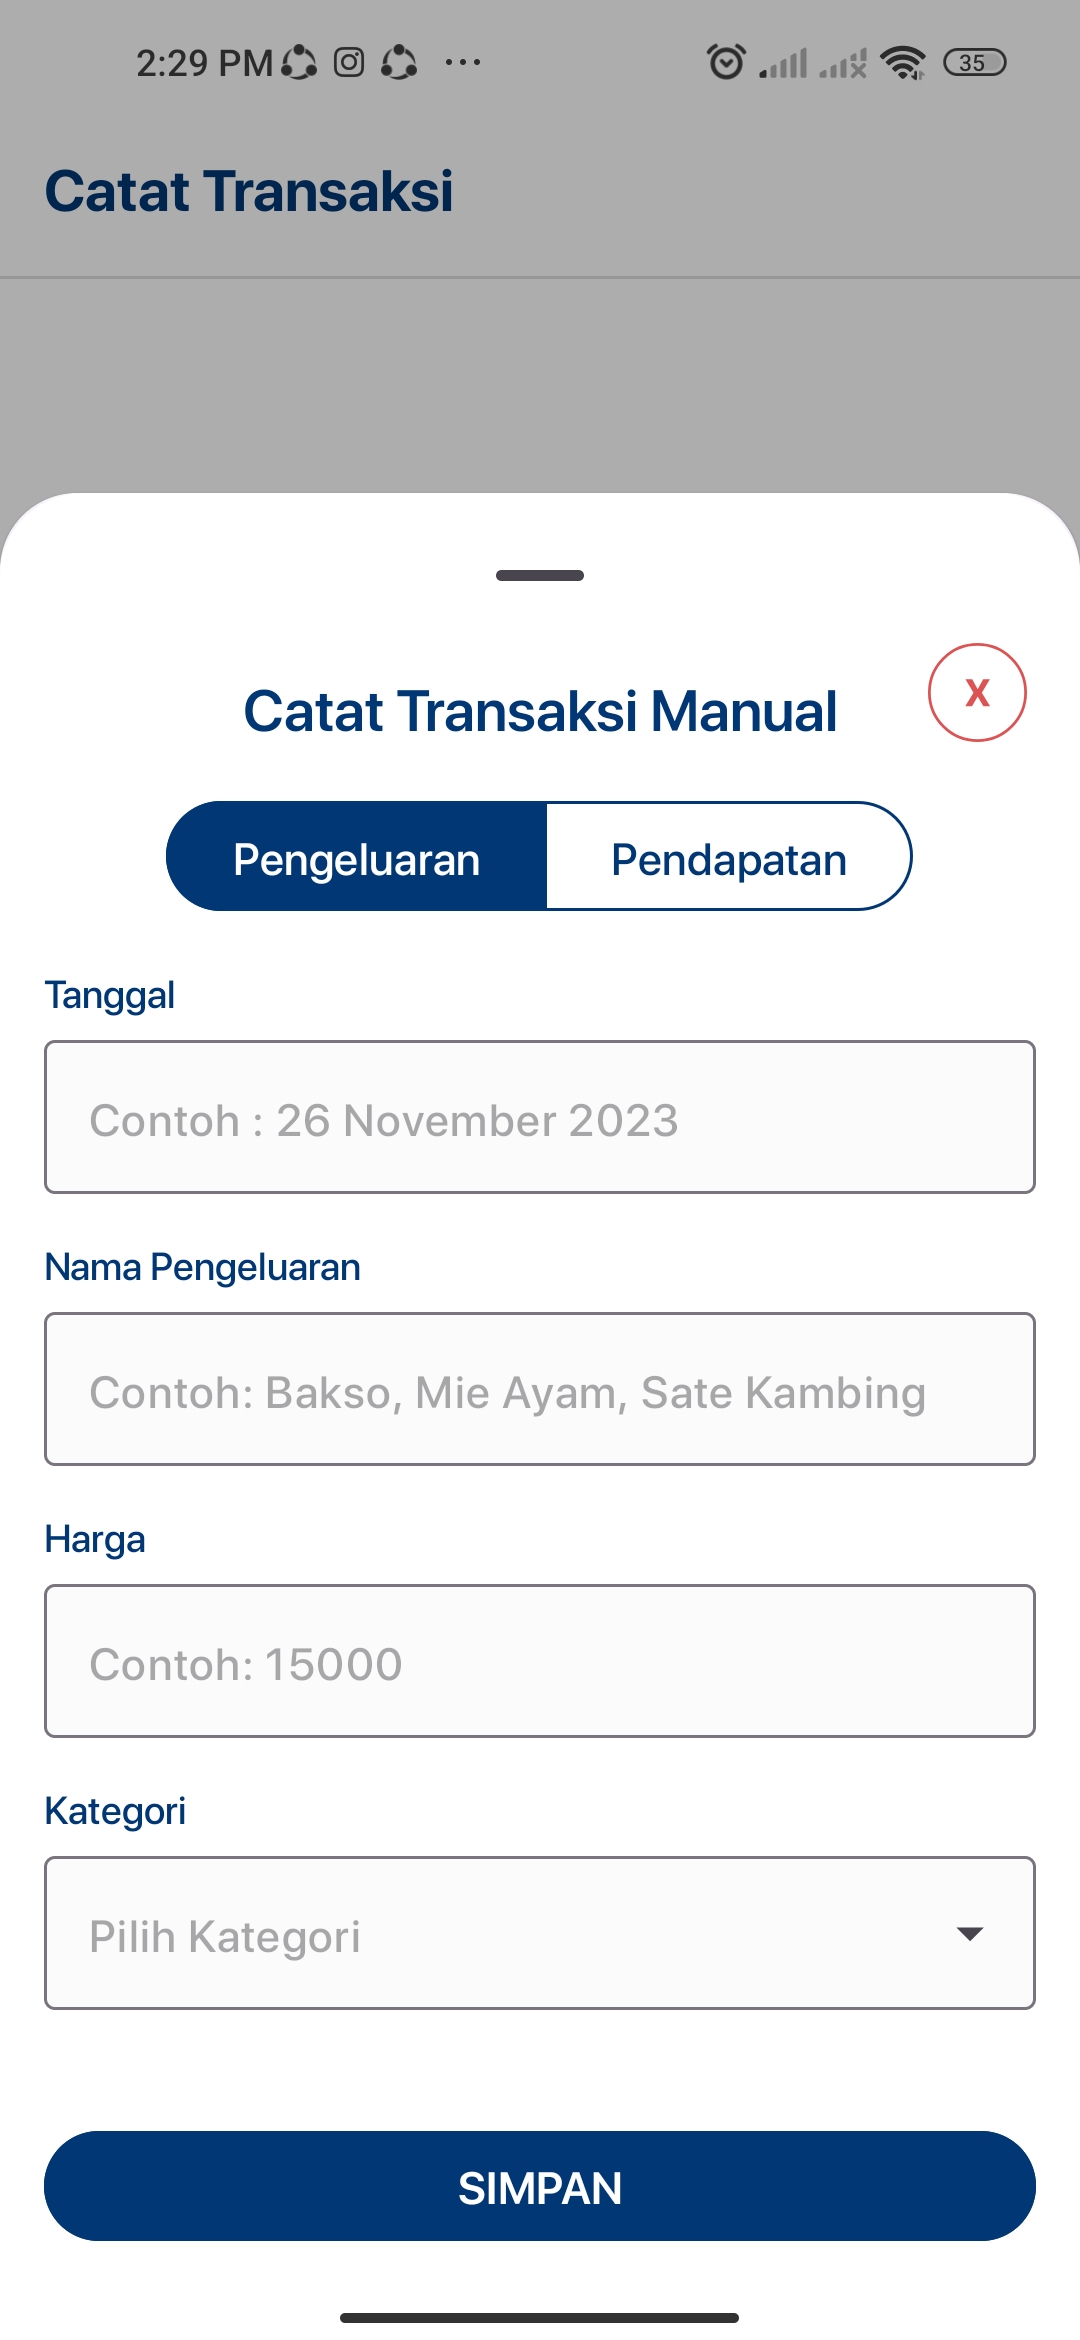 2:29 PM
35
Catat Transaksi
Catat Transaksi Manual
X
Pengeluaran
Pendapatan
Tanggal
Contoh : 26 November 2023
Nama Pengeluaran
Contoh: Bakso, Mie Ayam, Sate Kambing
Harga
Contoh: 15000
Kategori
Pilih Kategori
SIMPAN